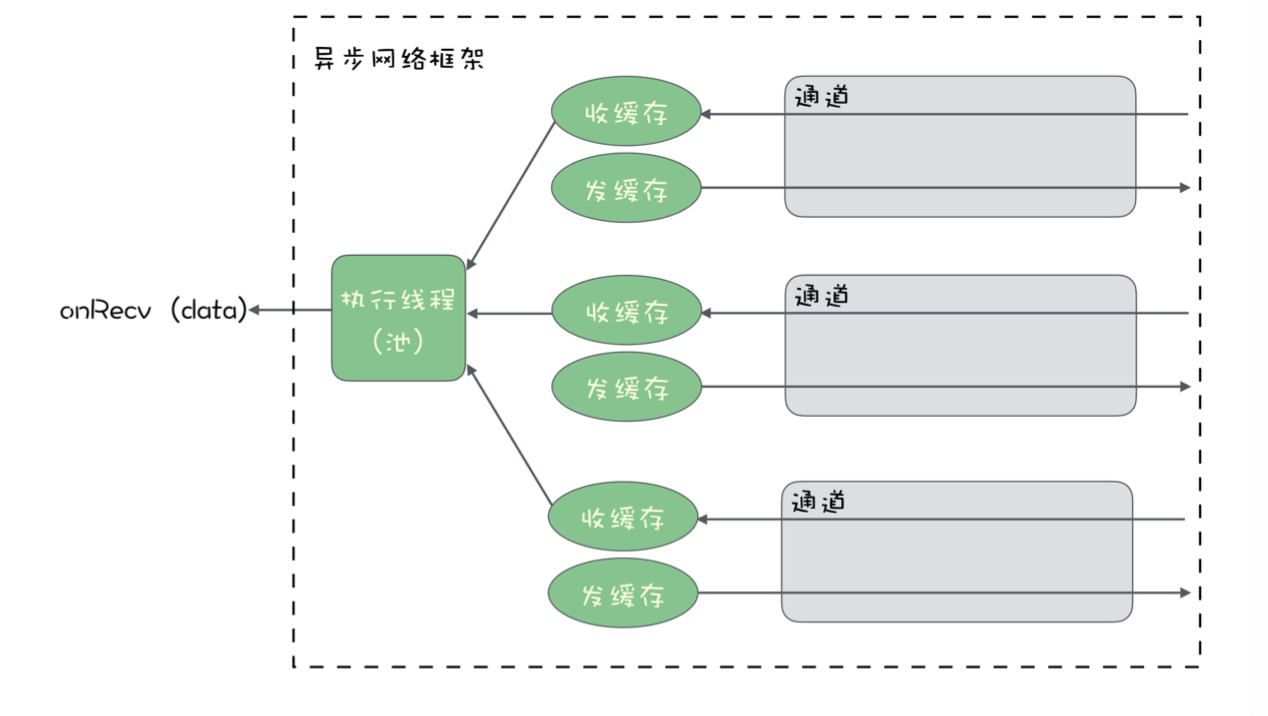 异步网络框架
收缓存
通道
发缓存
onRecv (data)
执行线程
(池)
收缓存
通道
发缓存
收缓存
通道
发缓存